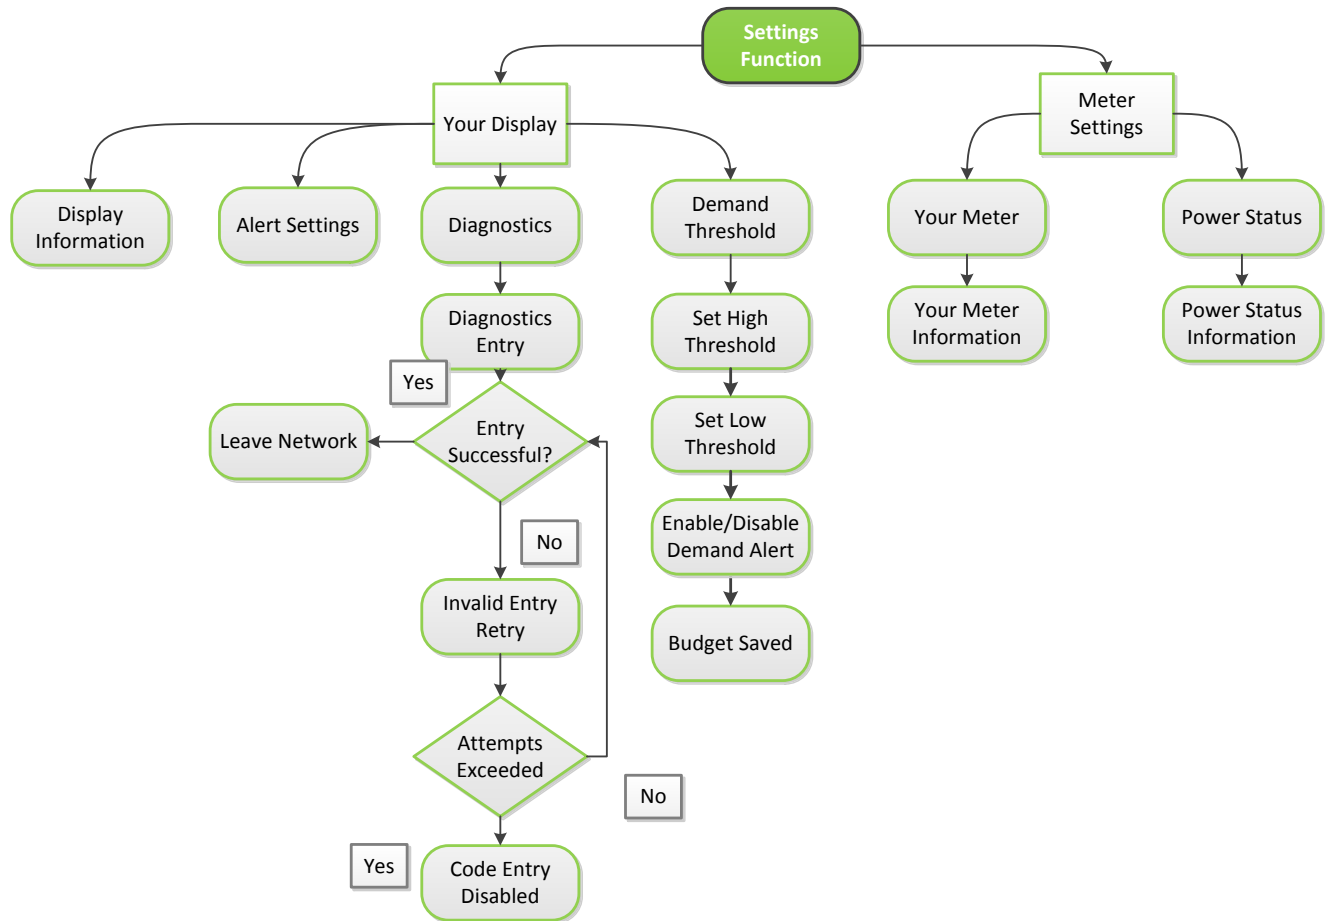 Settings
Function
Your Display
Meter
Settings
Display
Information
Alert Settings
Diagnostics
Demand
Threshold
Your Meter
Power Status
Diagnostics
Entry
Set High
Threshold
Your Meter
Information
Power Status
Information
Yes
Entry
Successful?
Leave Network
Set Low
Threshold
No
Enable/Disable
Demand Alert
Invalid Entry
Retry
Budget Saved
Attempts
Exceeded
No
Yes
Code Entry
Disabled